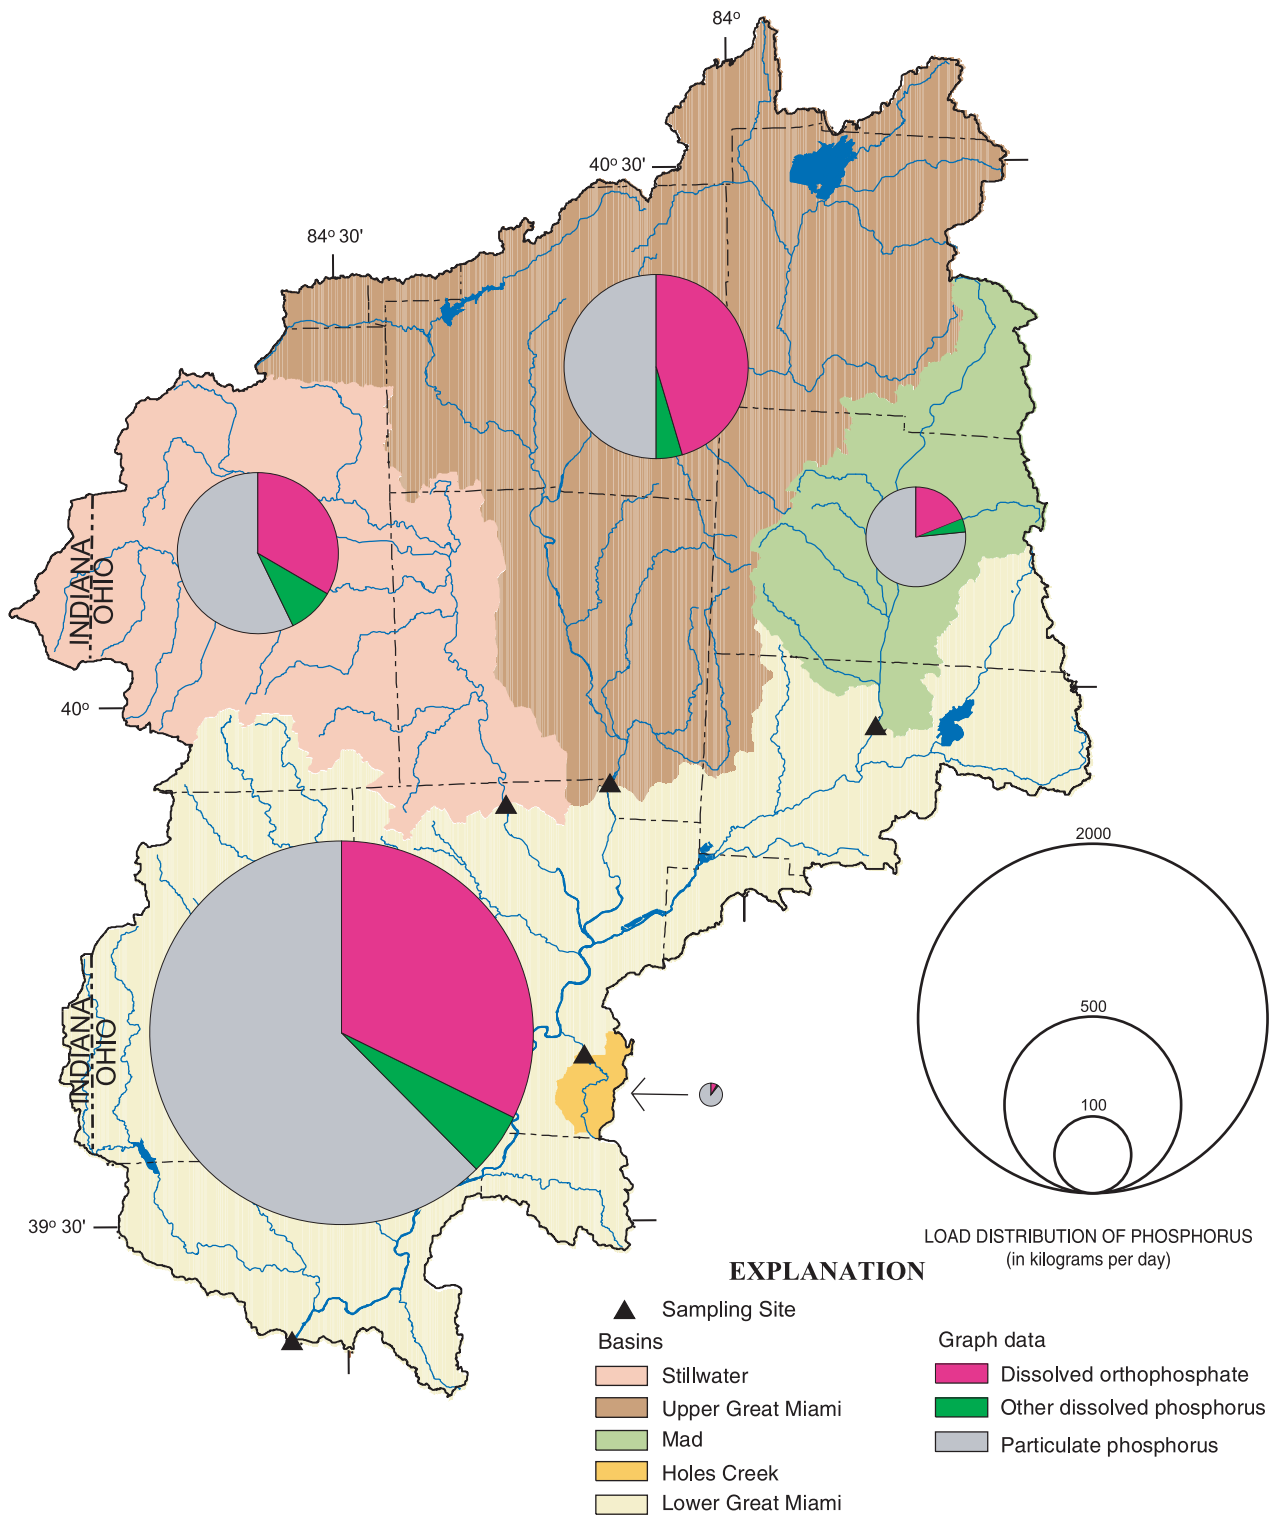 84°
40° 30'
84° 30'
INDIANA
OHIO
40°
2000
500
100
INDIANA
OHIO
39° 30'
LOAD DISTRIBUTION OF PHOSPHORUS
(in kilograms per day)
EXPLANATION
Sampling Site
Basins
Stillwater
Upper Great Miami
Mad
Holes Creek
Lower Great Miami
Graph data
Dissolved orthophosphate
Other dissolved phosphorus
Particulate phosphorus